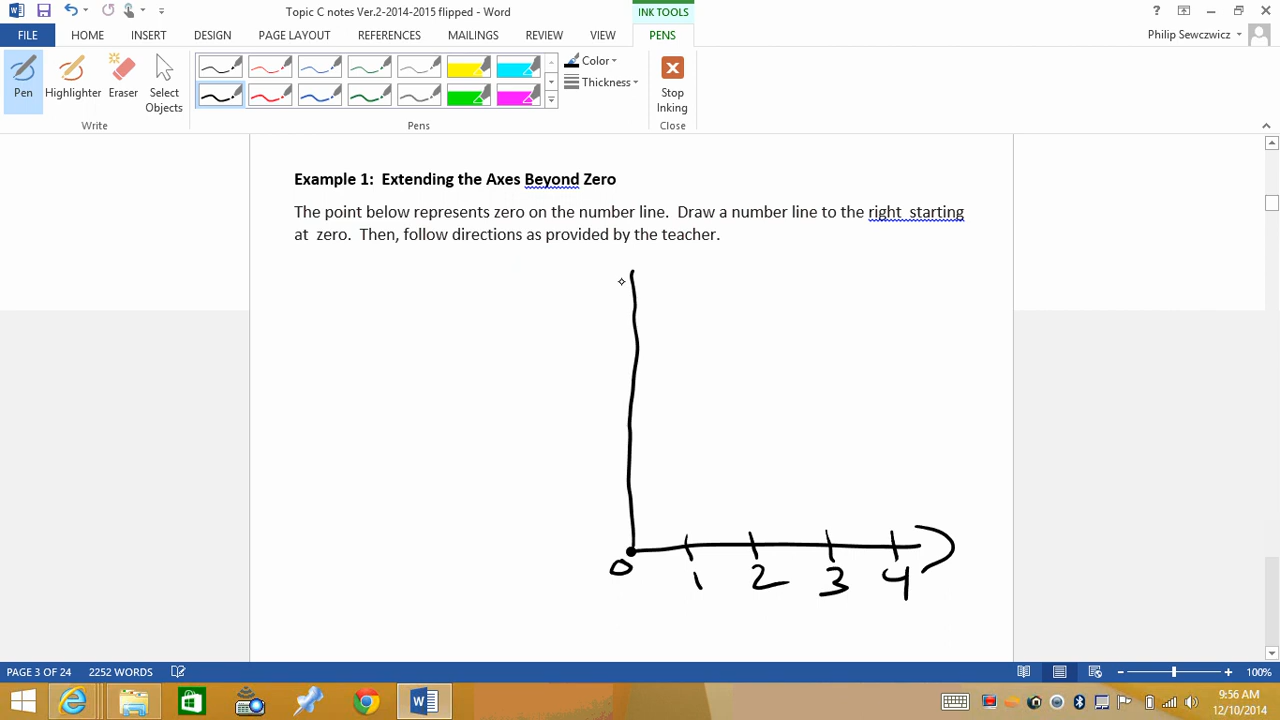 Topic C notes Ver.2-2014-2015 flipped - Word
INK TOOLS
?
FILE HOME INSERT DESIGN PAGE LAYOUT REFERENCES MAILINGS REVIEW VIEW PENS
Philip Sewczwicz
Pen Highlighter Eraser Select Objects
Color
Thickness
Stop Inking
Write Pens Close
Example 1: Extending the Axes Beyond Zero
The point below represents zero on the number line. Draw a number line to the right starting
at zero. Then, follow directions as provided by the teacher.
0 1 2 3 4
PAGE 3 OF 24 2252 WORDS 100%
9:56 AM
12/10/2014